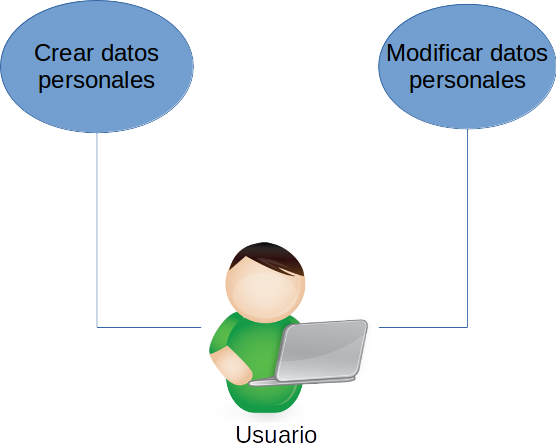 Crear datos
personales
Modificar datos
personales
Usuario